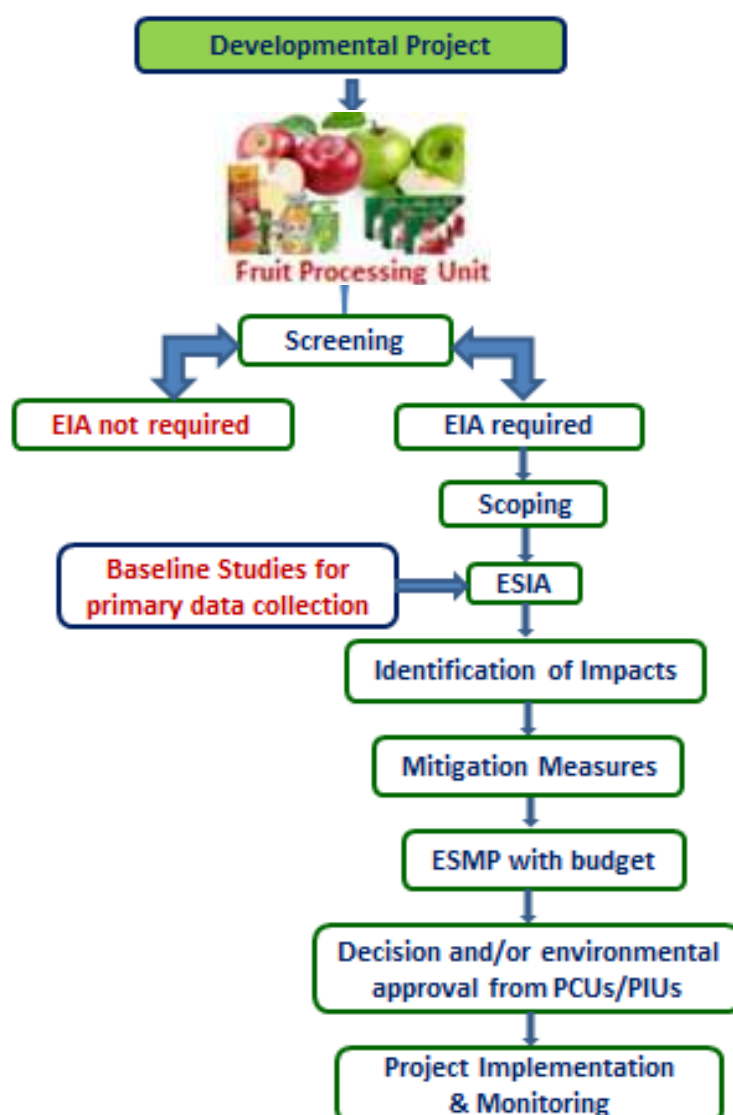 Developmental Project
Fruit Processing Unit
Screening
EIA not required
EIA required
Scoping
Baseline Studies for
primary data collection
ESIA
Identification of Impacts
Mitigation Measures
ESMP with budget
Decision and/or environmental
approval from PCUs/PIUs
Project Implementation
& Monitoring